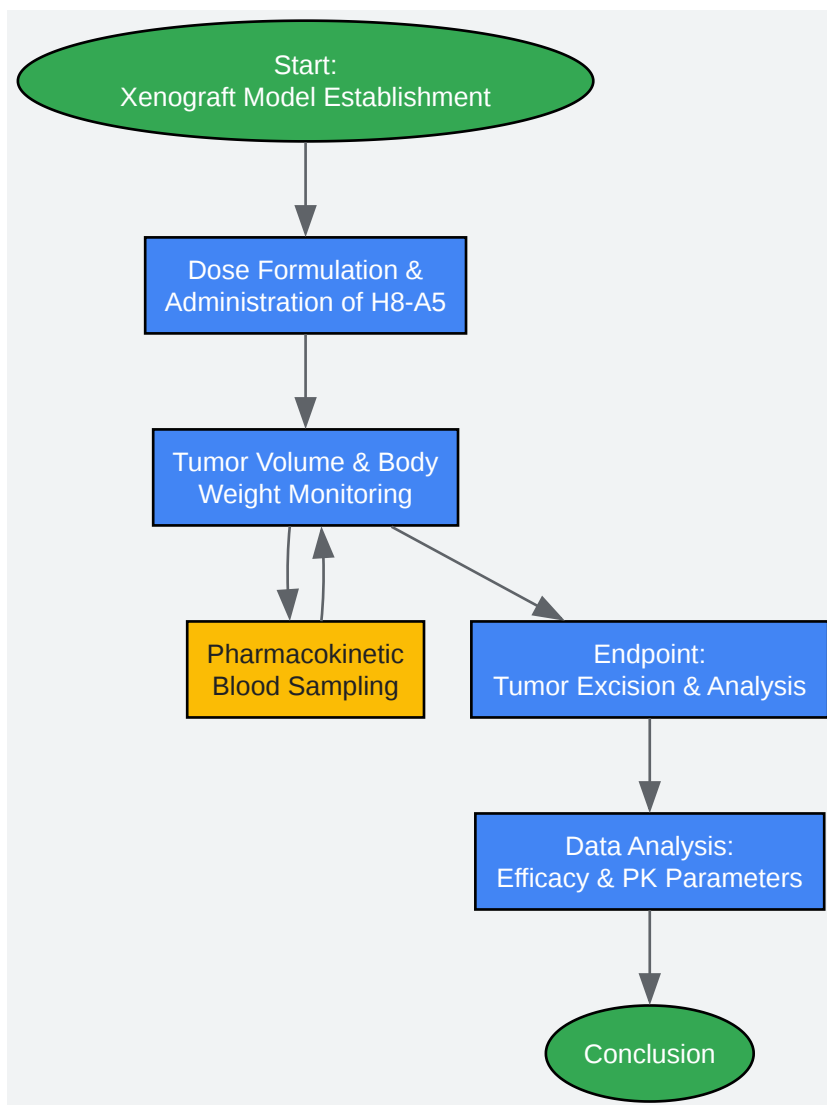 Start:
Xenograft Model Establishment
Dose Formulation &
Administration of H8-A5
Tumor Volume & Body
Weight Monitoring
Pharmacokinetic
Blood Sampling
Endpoint:
Tumor Excision & Analysis
Data Analysis:
Efficacy & PK Parameters
Conclusion